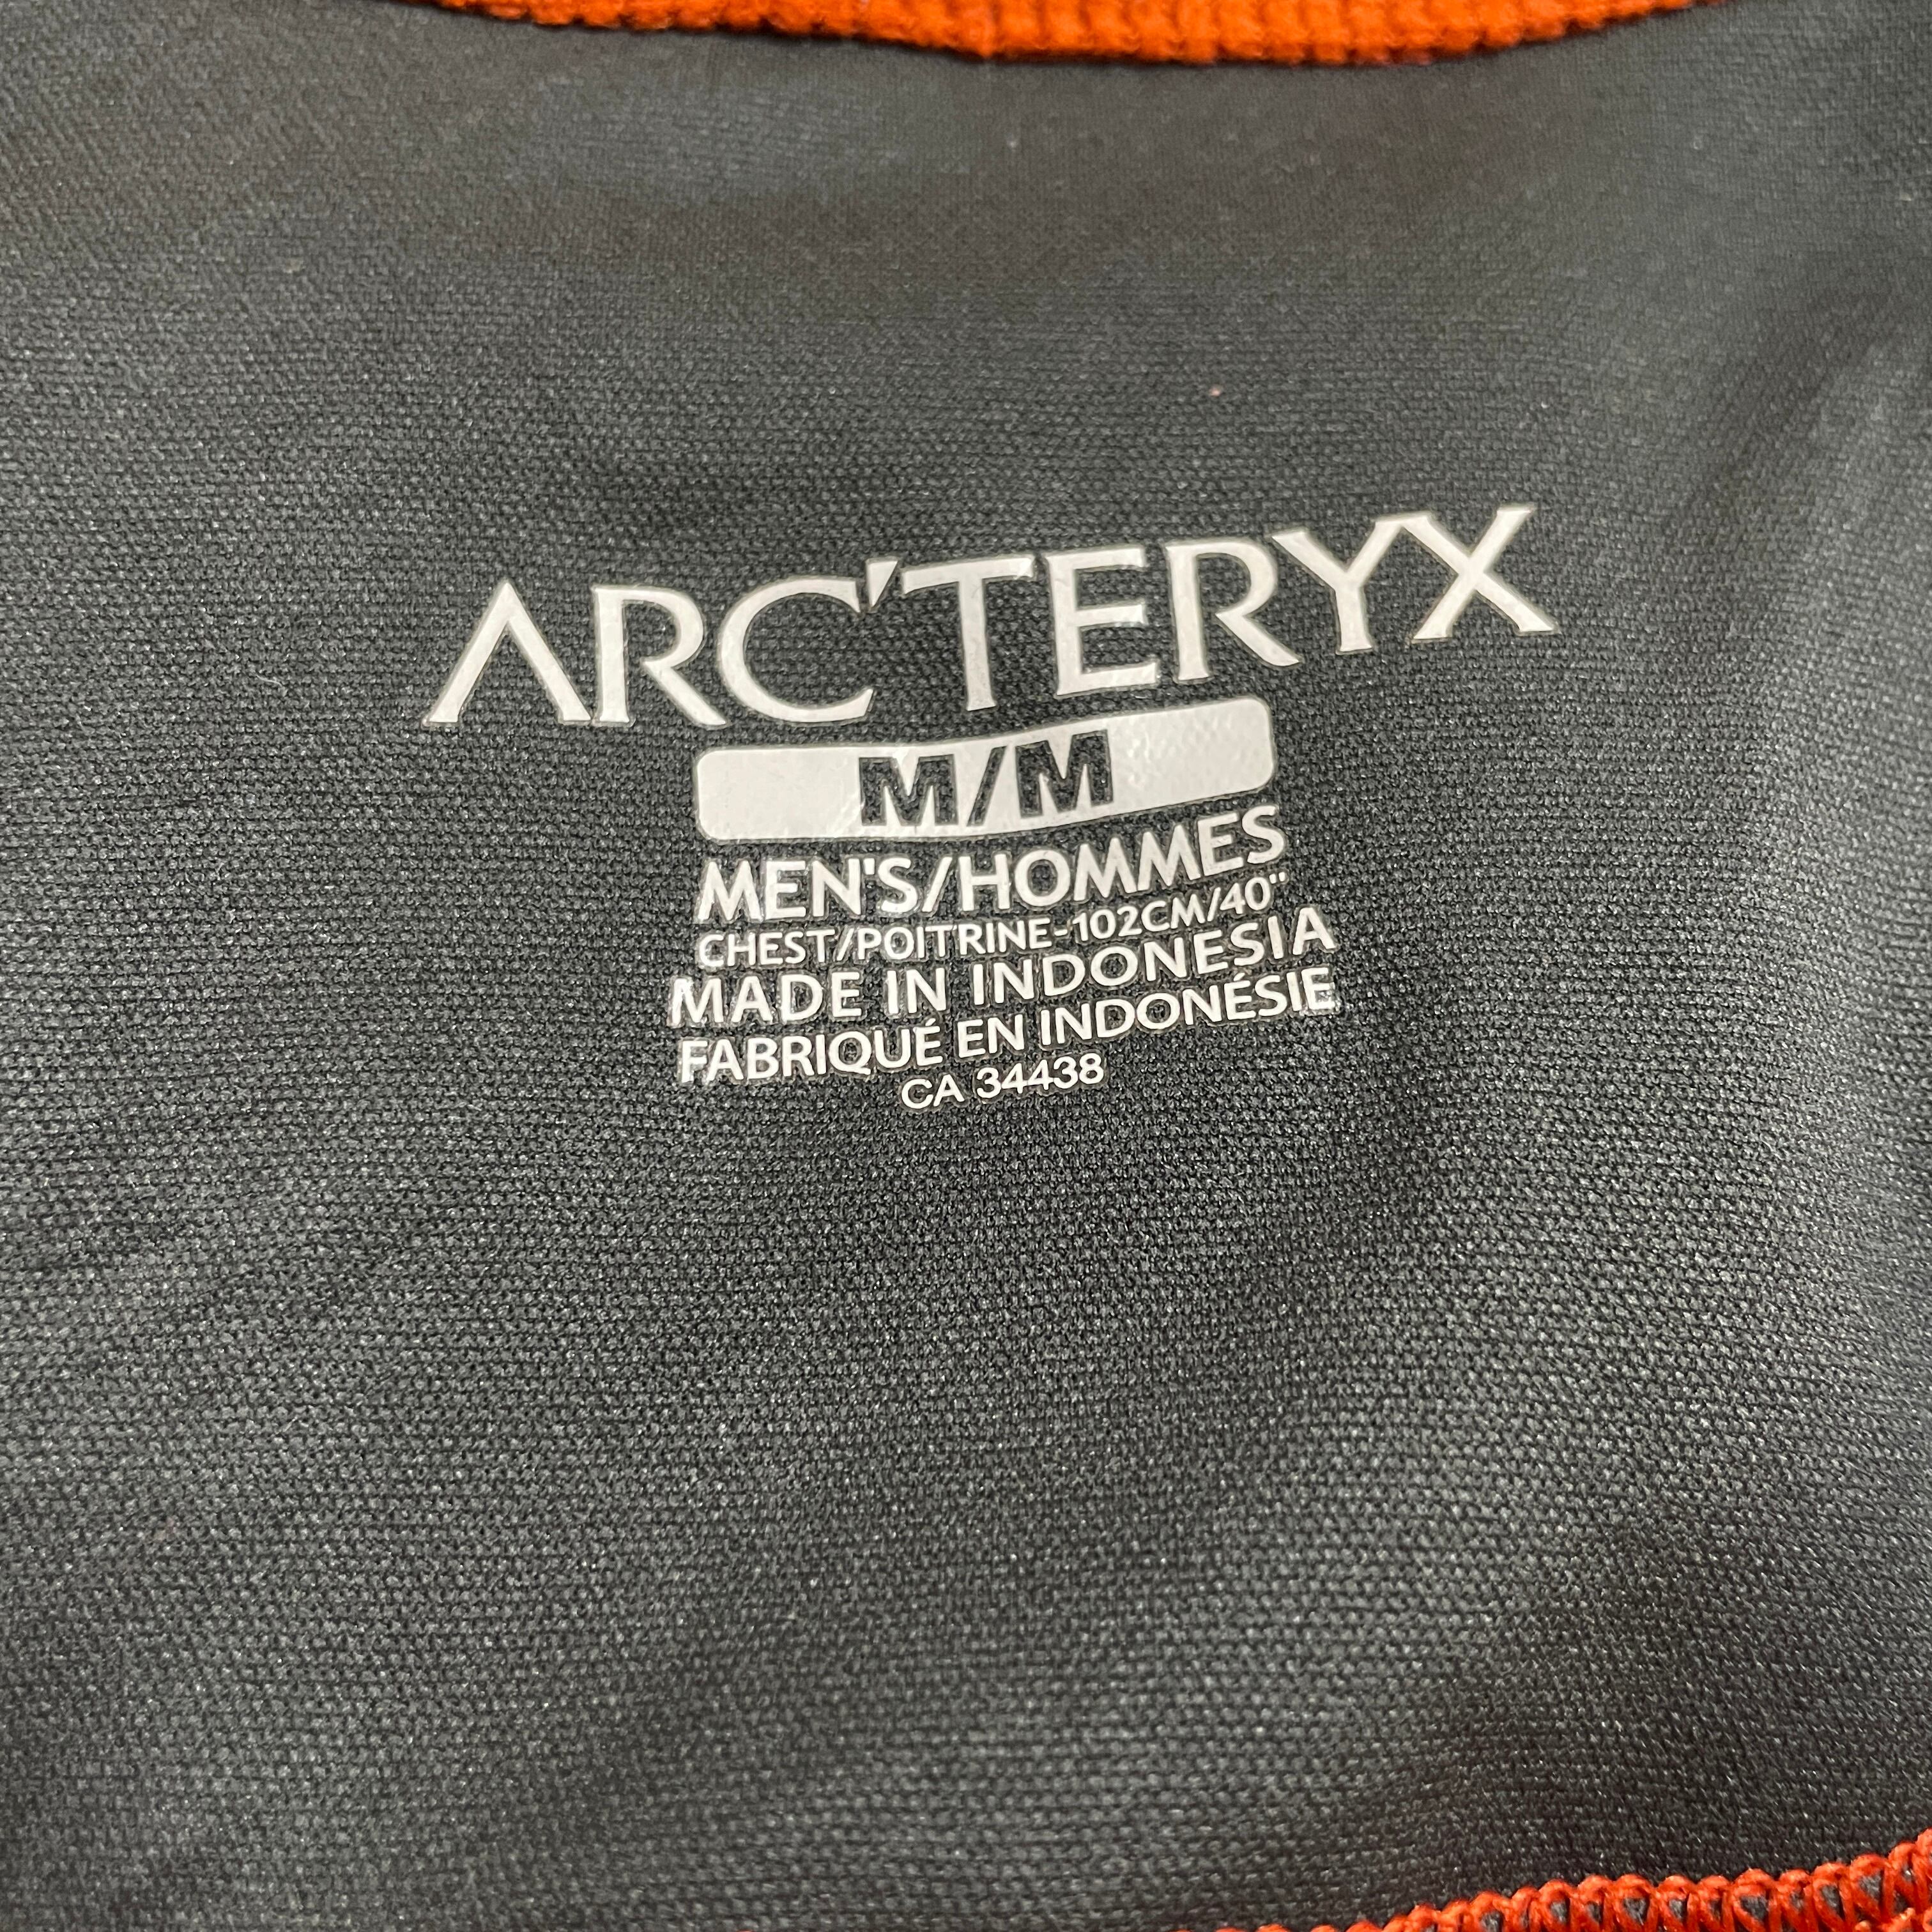 ARC'TERYX
M/M
MEN'S/HOMMES
CHEST/POITRINE-102CM/40"
MADE IN INDONESIA
FABRIQUÉ EN INDONÉSIE
CA 34438